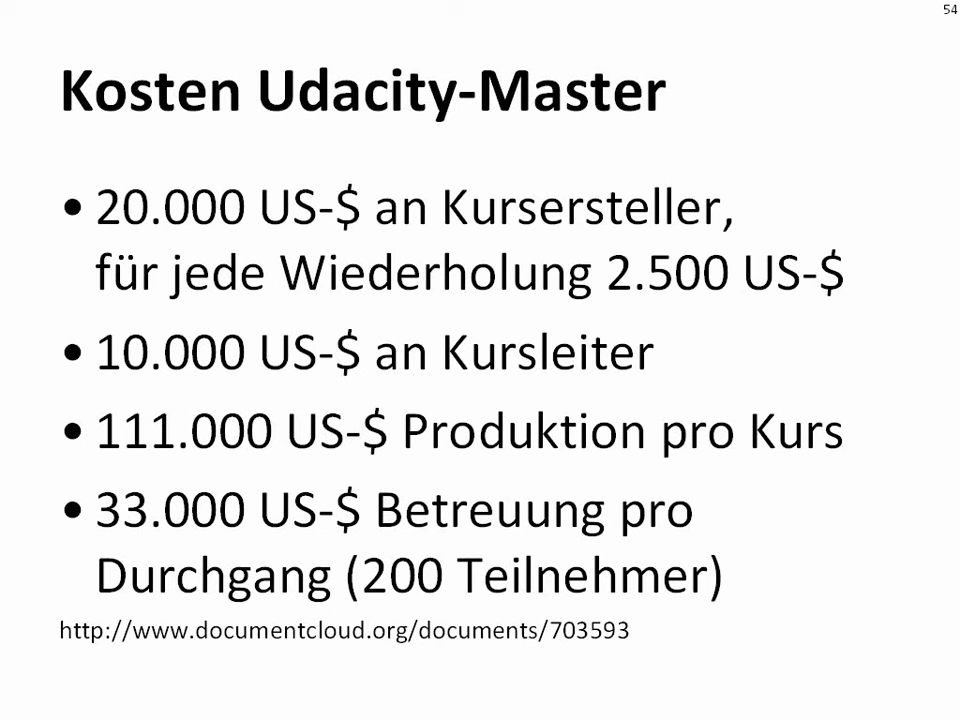 54
Kosten Udacity-Master
• 20.000 US-$ an Kursersteller,
für jede Wiederholung 2.500 US-$
• 10.000 US-$ an Kursleiter
• 111.000 US-$ Produktion pro Kurs
• 33.000 US-$ Betreuung pro
Durchgang (200 Teilnehmer)
http://www.documentcloud.org/documents/703593